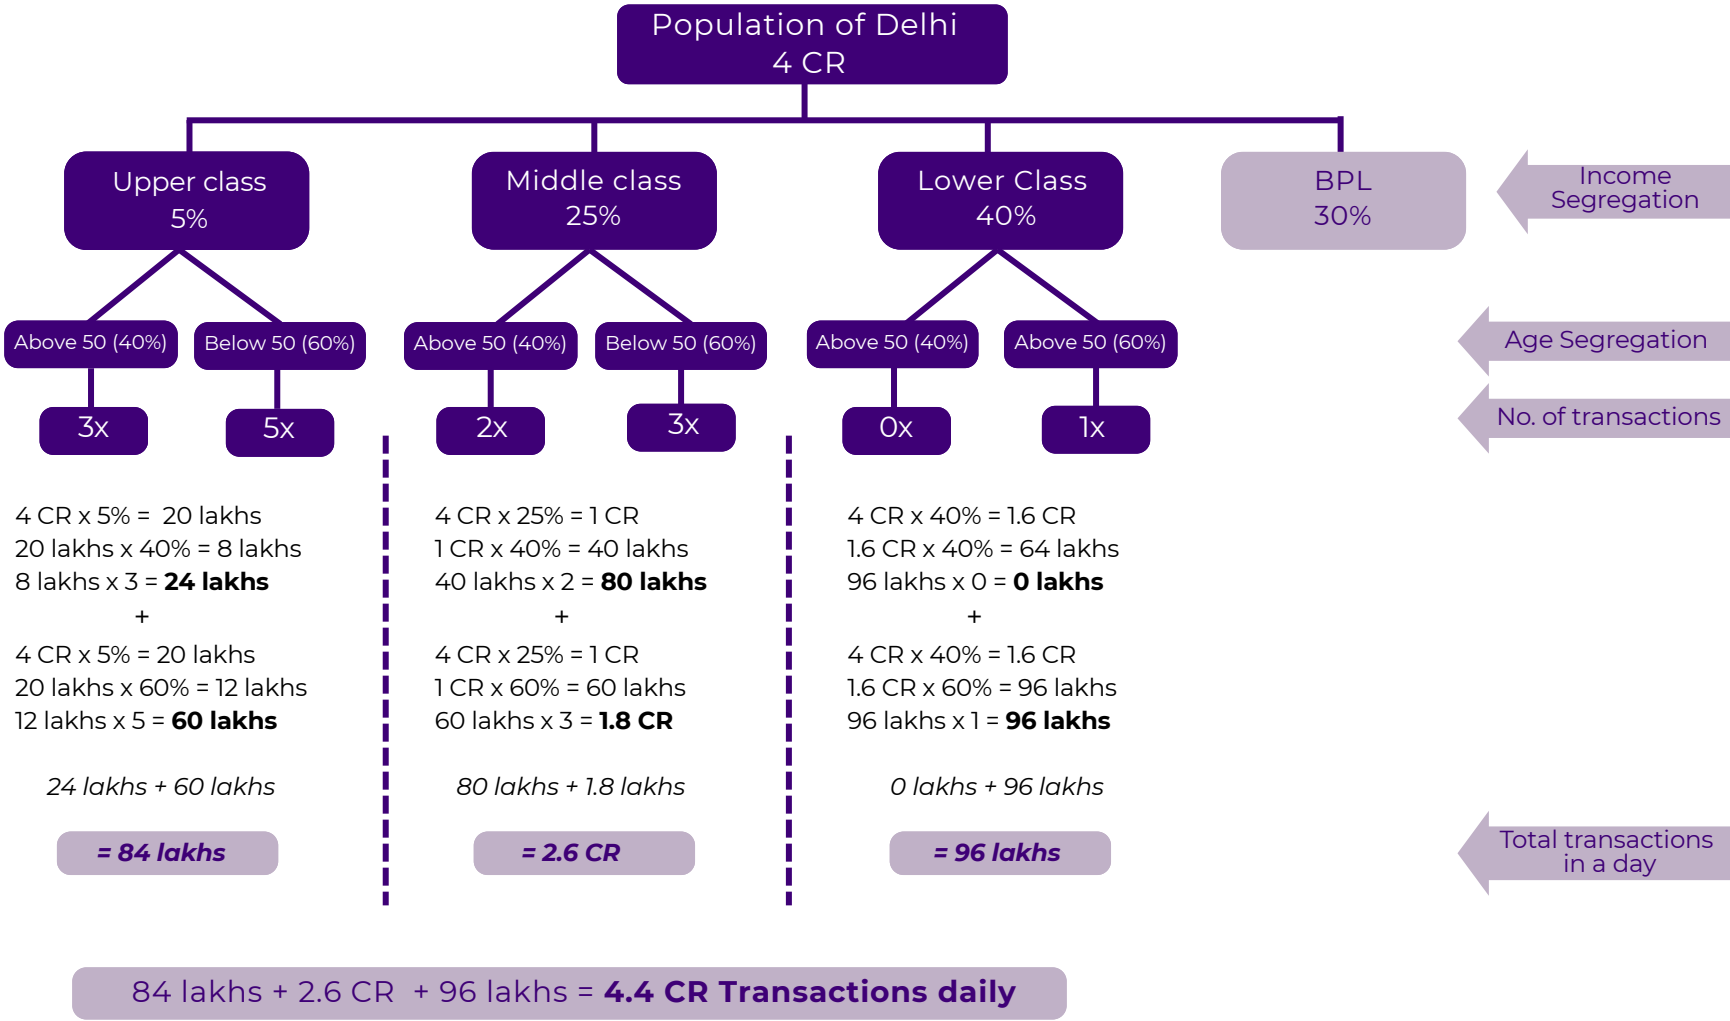 Population of Delhi
4 CR
Upper class
5%
Middle class
25%
Lower Class
40%
BPL
30%
Income
Segregation
Above 50 (40%)
Below 50 (60%)
Above 50 (40%)
Below 50 (60%)
Above 50 (40%)
Above 50 (60%)
Age Segregation
3x
5x
2x
3x
0x
1x
No. of transactions
4 CR x 5% = 20 lakhs
20 lakhs x 40% = 8 lakhs
8 lakhs x 3 = 24 lakhs
+
4 CR x 5% = 20 lakhs
20 lakhs x 60% = 12 lakhs
12 lakhs x 5 = 60 lakhs
24 lakhs + 60 lakhs
= 84 lakhs
4 CR x 25% = 1 CR
1 CR x 40% = 40 lakhs
40 lakhs x 2 = 80 lakhs
+
4 CR x 25% = 1 CR
1 CR x 60% = 60 lakhs
60 lakhs x 3 = 1.8 CR
80 lakhs + 1.8 lakhs
= 2.6 CR
4 CR x 40% = 1.6 CR
1.6 CR x 40% = 64 lakhs
96 lakhs x 0 = 0 lakhs
+
4 CR x 40% = 1.6 CR
1.6 CR x 60% = 96 lakhs
96 lakhs x 1 = 96 lakhs
0 lakhs + 96 lakhs
= 96 lakhs
Total transactions
in a day
84 lakhs + 2.6 CR + 96 lakhs = 4.4 CR Transactions daily